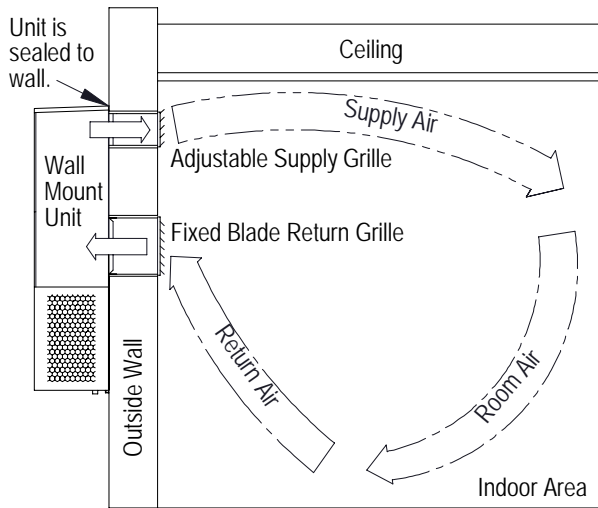 Unit is
sealed to
wall.
Ceiling
Supply Air
Adjustable Supply Grille
Wall
Mount
Unit
Fixed Blade Return Grille
Return Air
Room Air
Outside Wall
Indoor Area